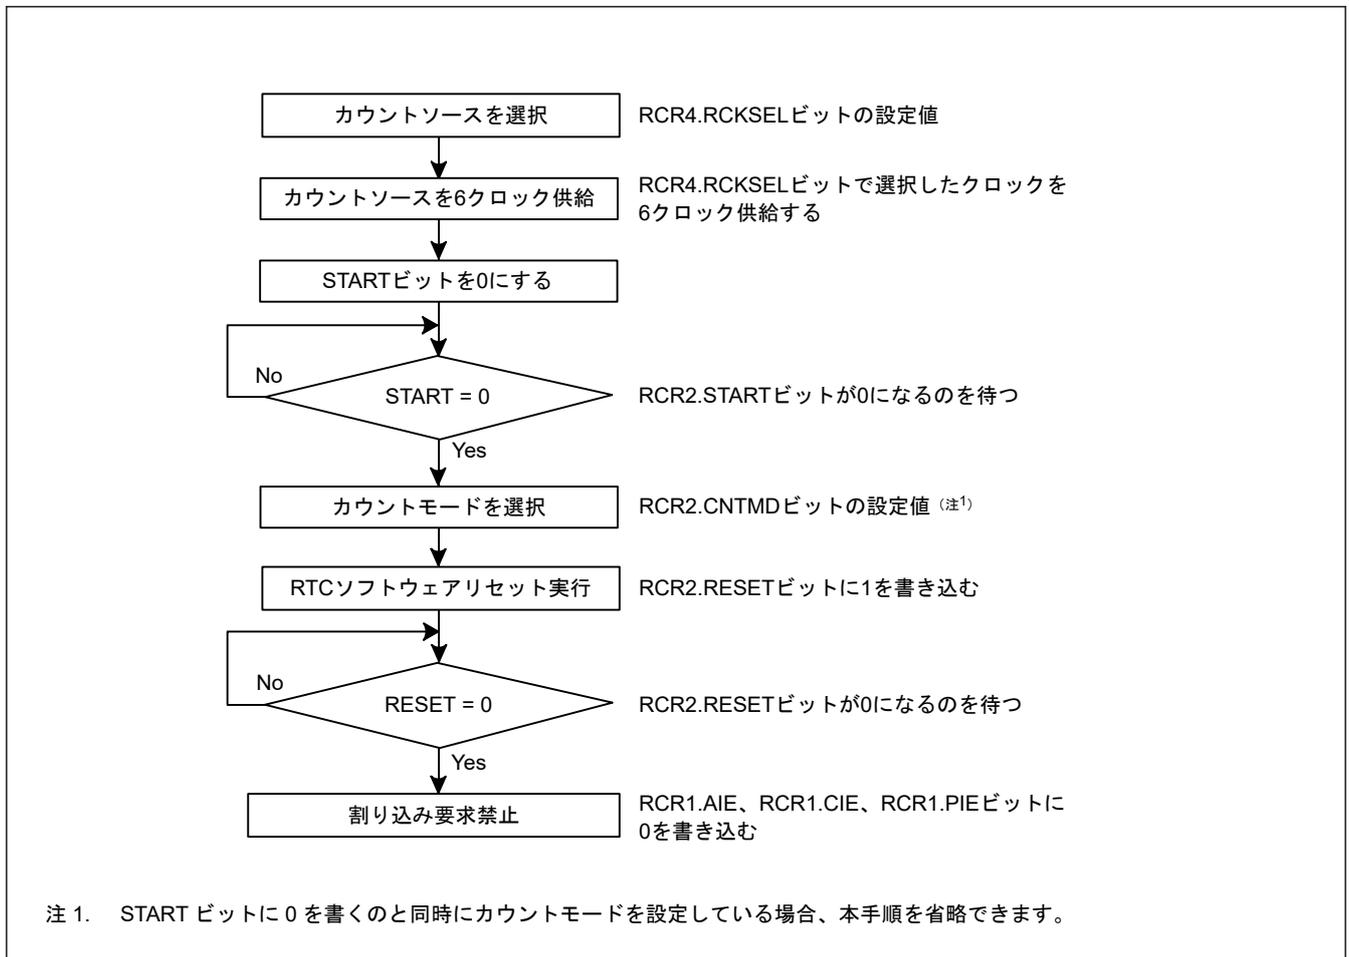 カウントソースを選択
RCR4.RCKSELビットの設定値
カウントソースを6クロック供給
RCR4.RCKSELビットで選択したクロックを
6クロック供給する
STARTビットを0にする
No
START = 0
RCR2.STARTビットが0になるのを待つ
Yes
カウントモードを選択
RCR2.CNTMDビットの設定値（注1）
RTCソフトウェアリセット実行
RCR2.RESETビットに1を書き込む
No
RESET = 0
RCR2.RESETビットが0になるのを待つ
Yes
割り込み要求禁止
RCR1.AIE、RCR1.CIE、RCR1.PIEビットに
0を書き込む
注 1. START ビットに 0 を書くのと同時にカウントモードを設定している場合、本手順を省略できます。